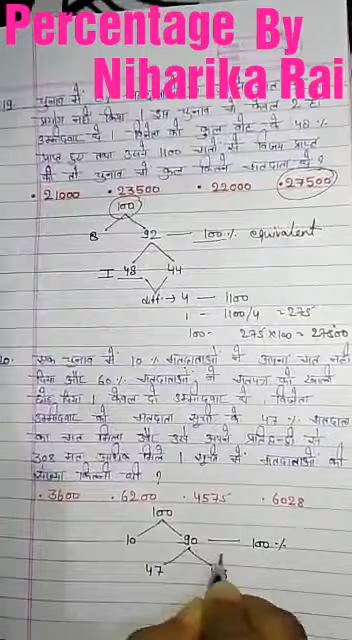 Percentage By
Niharika Rai
19. चुनाव में
प्रयोग नहीं किया । इस चुनाव में केवल 2 ही
उम्मीदवार थे । विजेता को कुल वोट के 48%
प्राप्त हुए तथा उसने 1100 मतों से विजय प्राप्त
की तो चुनाव में कुल कितने मतदाता थे ?
• 21000 • 23500 • 22000 • 27500
100
8 92 — 100% equivalent
I 48 44
diff → 4 — 1100
1 - 1100/4 = 275
100 - 275×100 = 27500
20. एक चुनाव में 10% मतदाताओं ने अपना मत नहीं
दिया और 60% मतदाताओं ने मतपत्र को खाली
छोड़ दिया । केवल दो उम्मीदवार थे । विजेता
उम्मीदवार को मतदाता सूची के 47% मतदाता
का मत मिला और उसे अपने प्रतिद्वन्दी से
308 मत अधिक मिले । सूची में मतदाताओं की
संख्या कितनी थी ?
• 3600 • 6200 • 4575 • 6028
100
10 90 — 100%
47